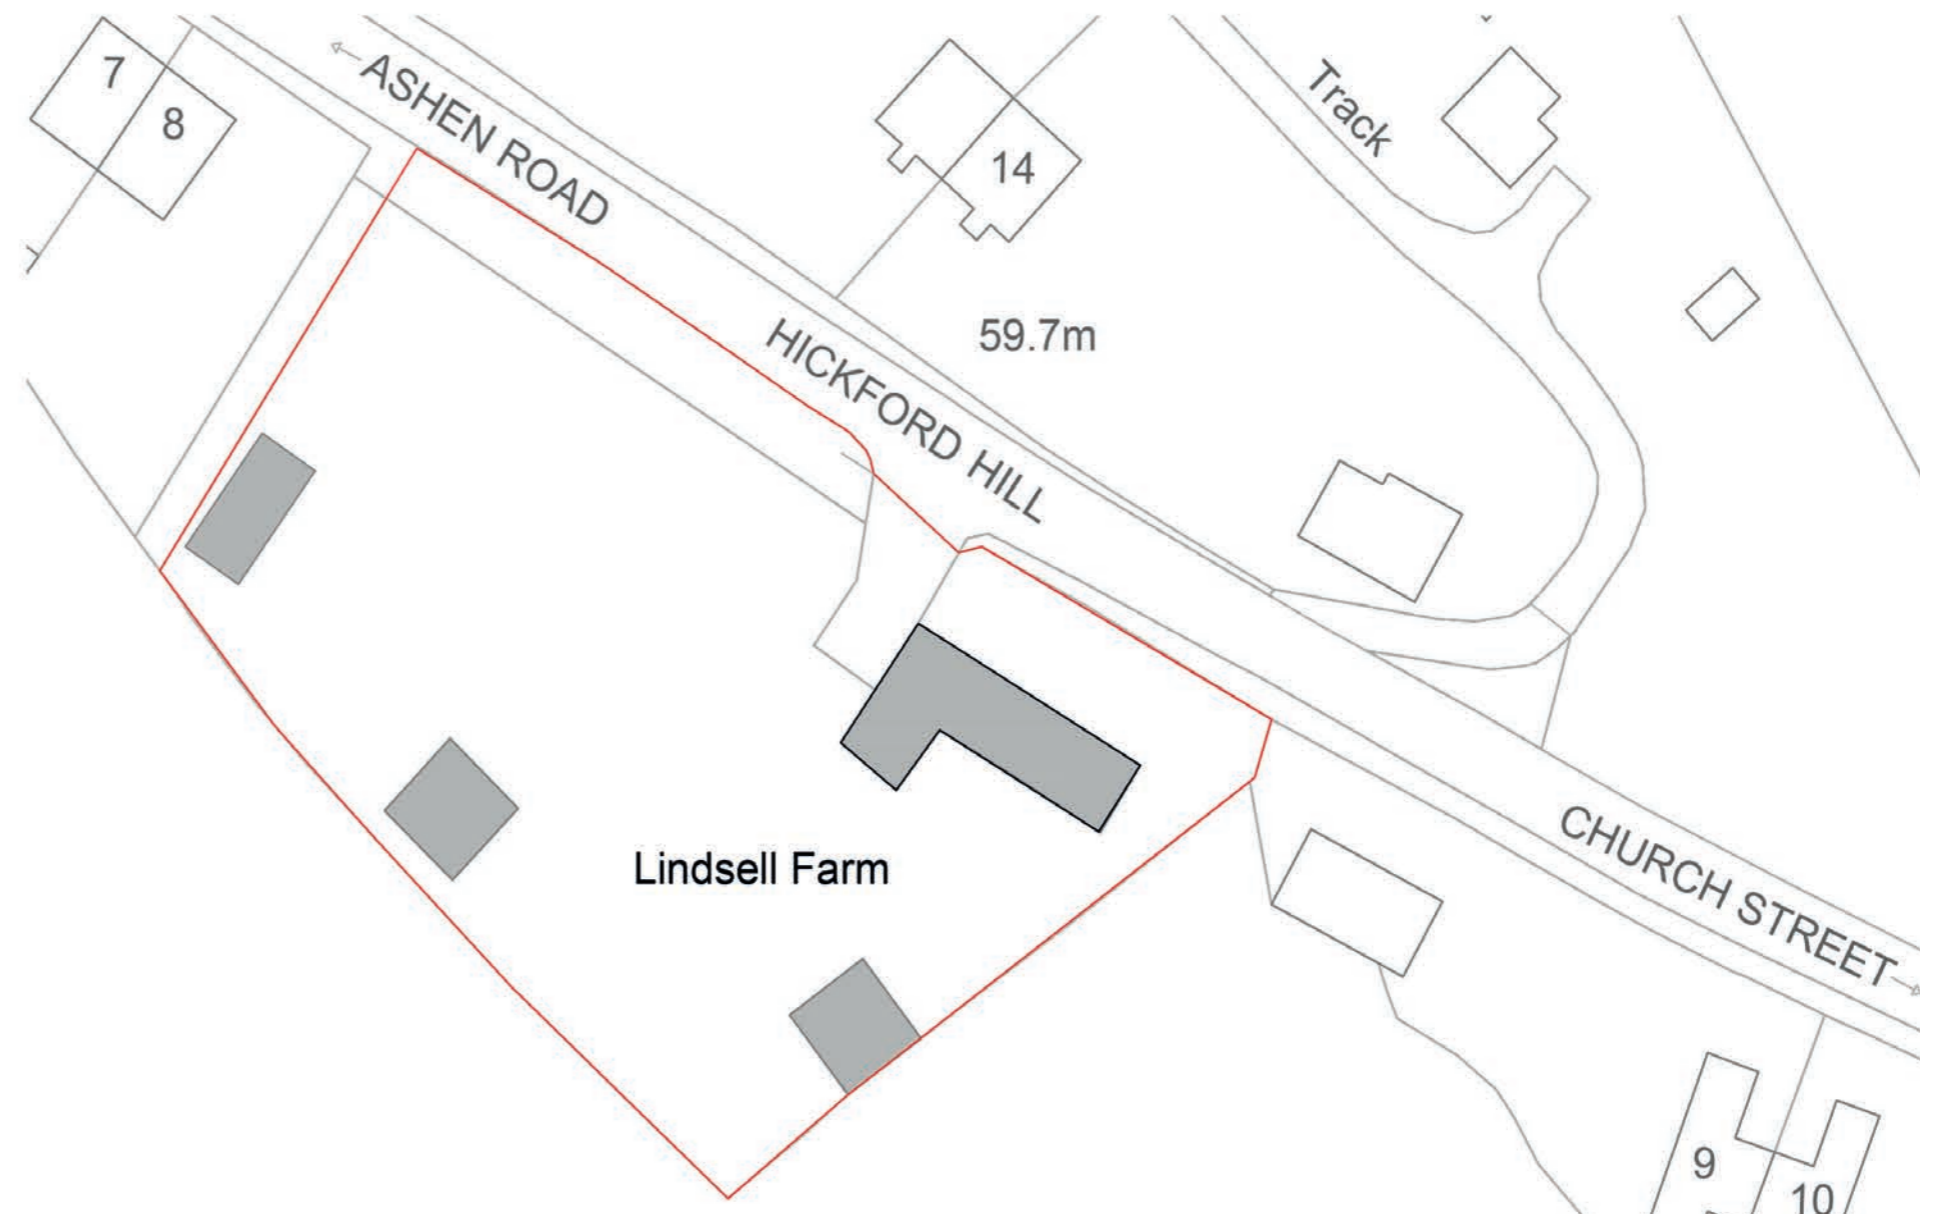 7
8
ASHEN ROAD
14
Track
59.7m
HICKFORD HILL
Lindsell Farm
CHURCH STREET
9
10